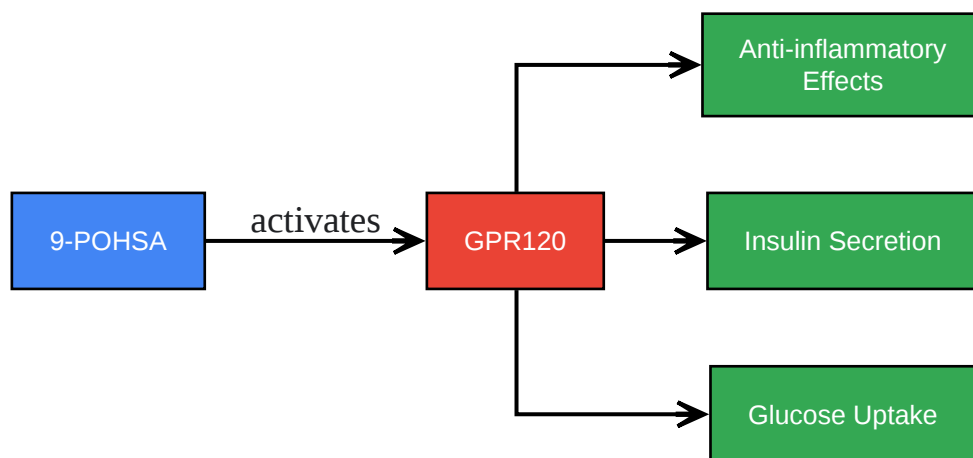 Anti-inflammatory
Effects
9-POHSA
activates
GPR120
Insulin Secretion
Glucose Uptake